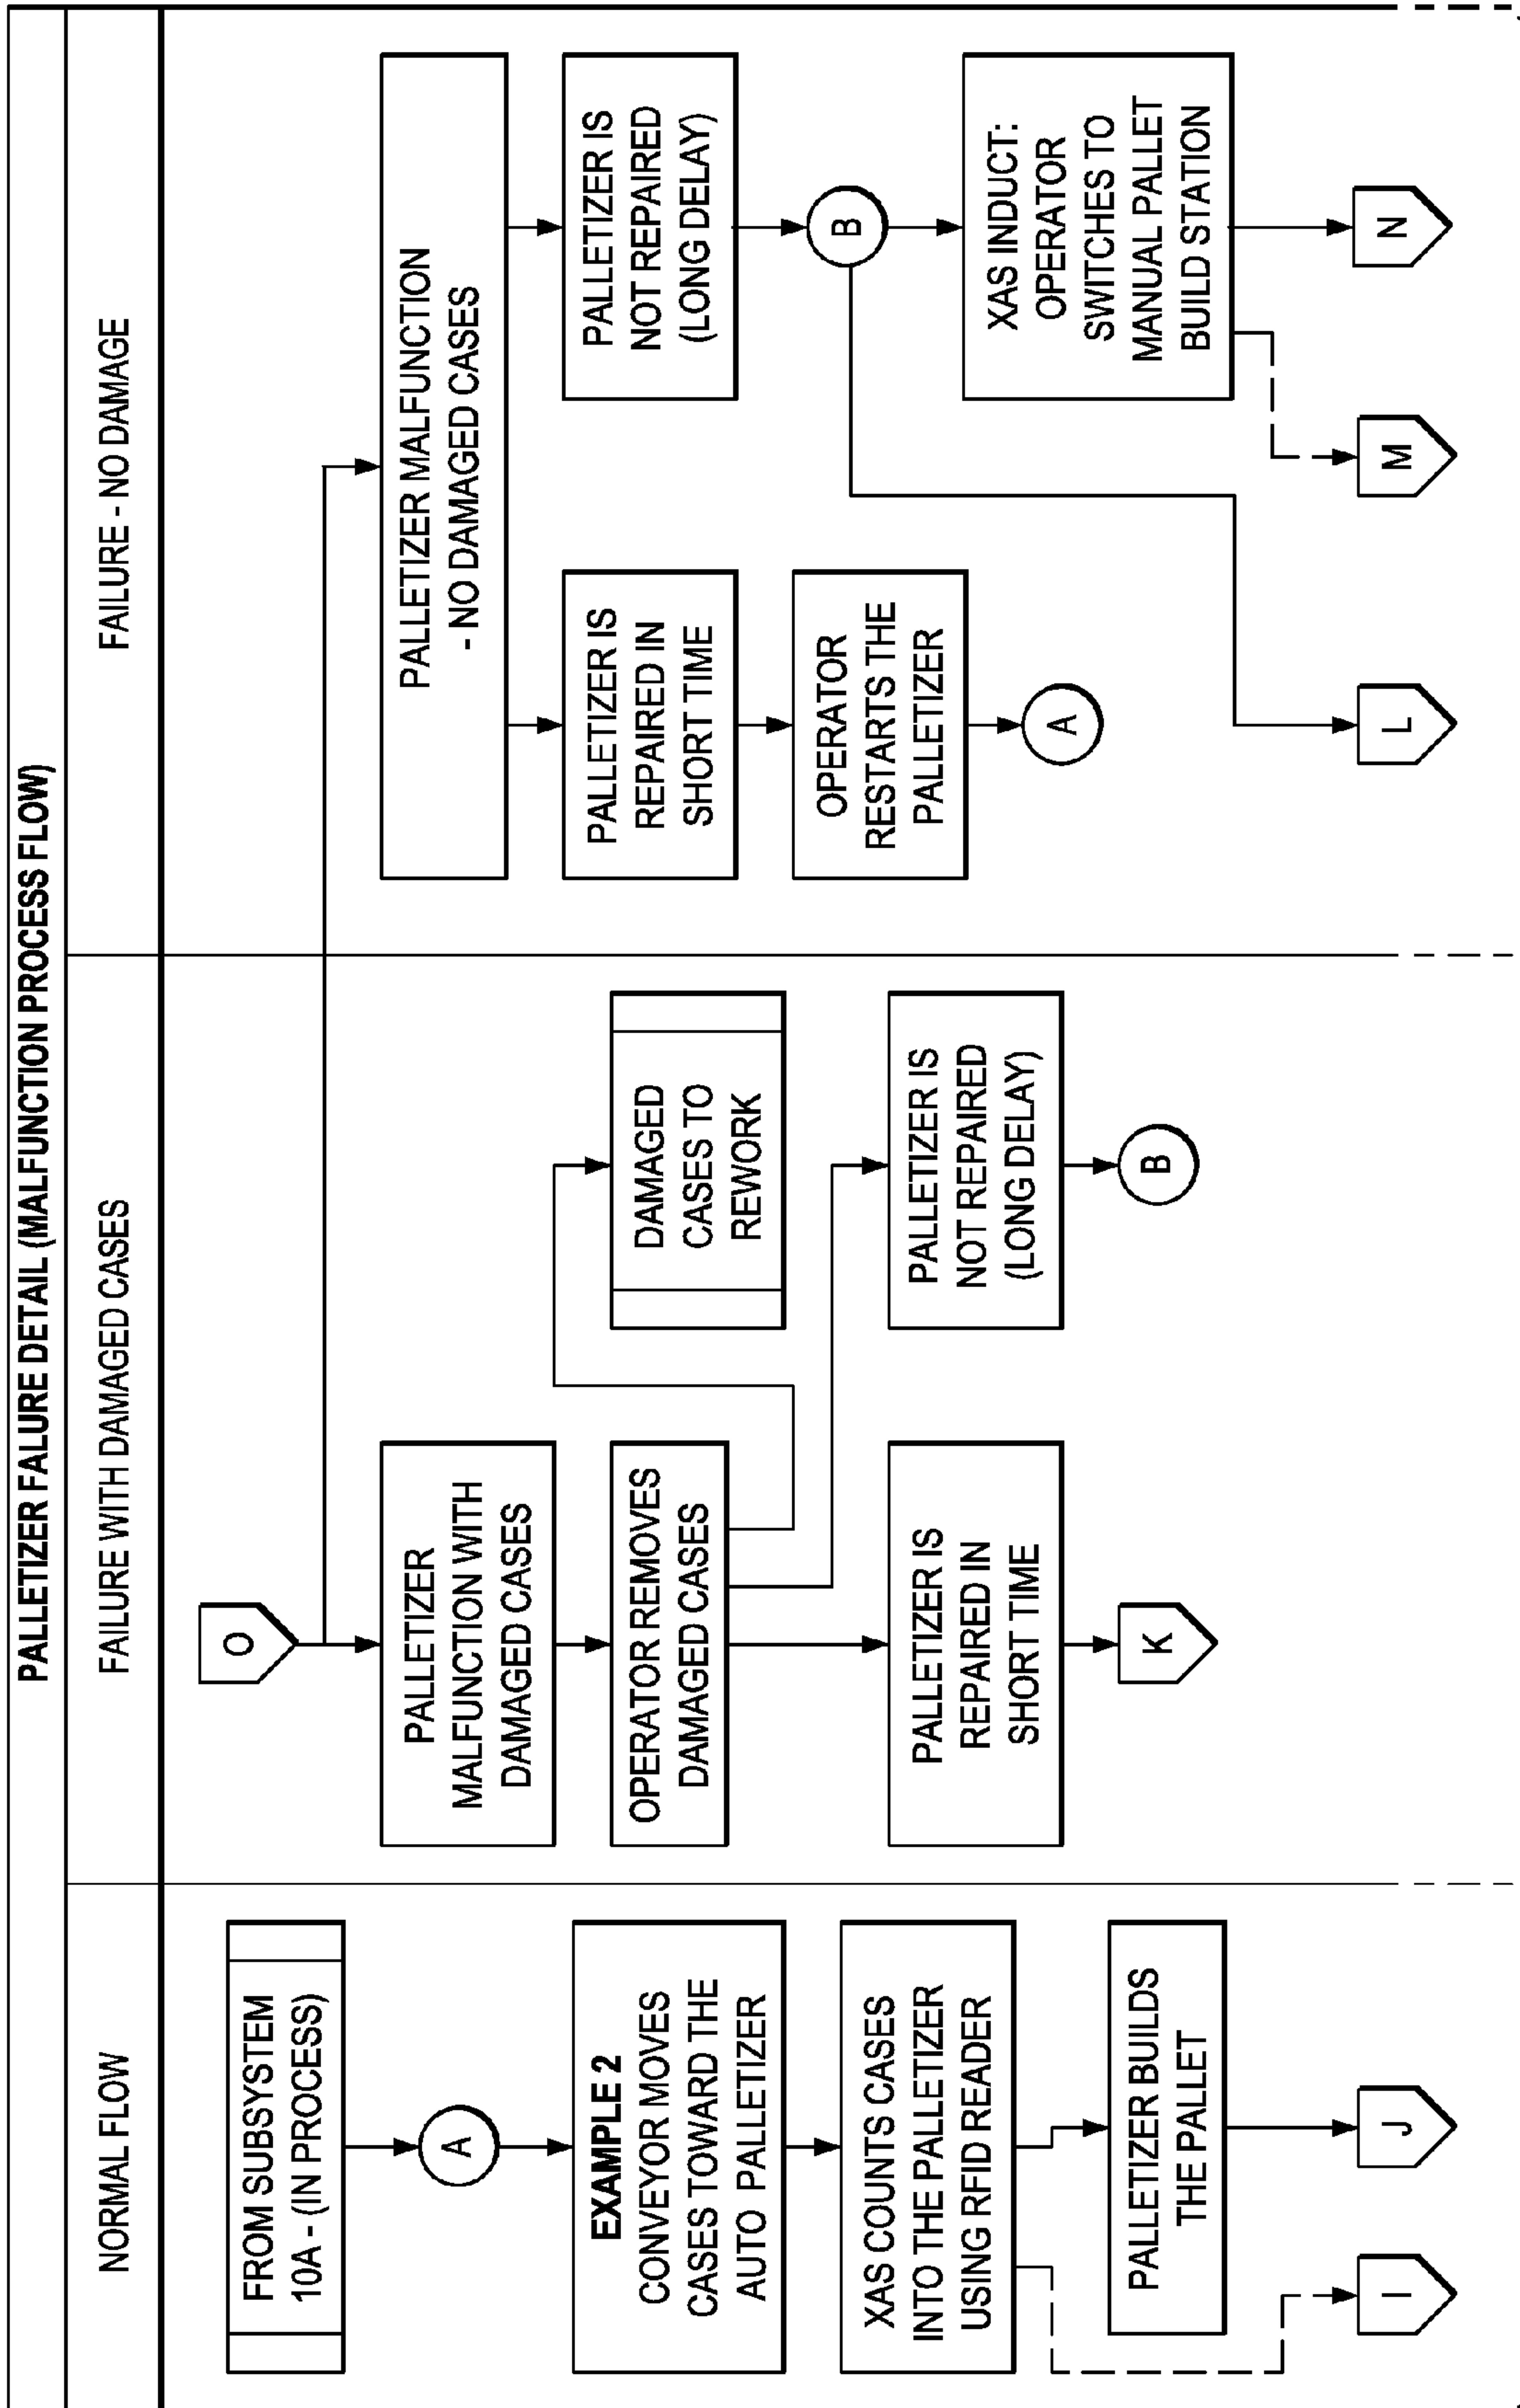 PALLETIZER FALURE DETAIL (MALFUNCTION PROCESS FLOW)
NORMAL FLOW
FAILURE WITH DAMAGED CASES
FAILURE - NO DAMAGE
FROM SUBSYSTEM
10A - (IN PROCESS)
A
EXAMPLE 2
CONVEYOR MOVES
CASES TOWARD THE
AUTO PALLETIZER
XAS COUNTS CASES
INTO THE PALLETIZER
USING RFID READER
PALLETIZER BUILDS
THE PALLET
I
J
O
PALLETIZER
MALFUNCTION WITH
DAMAGED CASES
OPERATOR REMOVES
DAMAGED CASES
DAMAGED
CASES TO
REWORK
PALLETIZER IS
REPAIRED IN
SHORT TIME
K
PALLETIZER IS
NOT REPAIRED
(LONG DELAY)
B
PALLETIZER MALFUNCTION
- NO DAMAGED CASES
PALLETIZER IS
REPAIRED IN
SHORT TIME
OPERATOR
RESTARTS THE
PALLETIZER
A
PALLETIZER IS
NOT REPAIRED
(LONG DELAY)
B
XAS INDUCT:
OPERATOR
SWITCHES TO
MANUAL PALLET
BUILD STATION
L
M
N